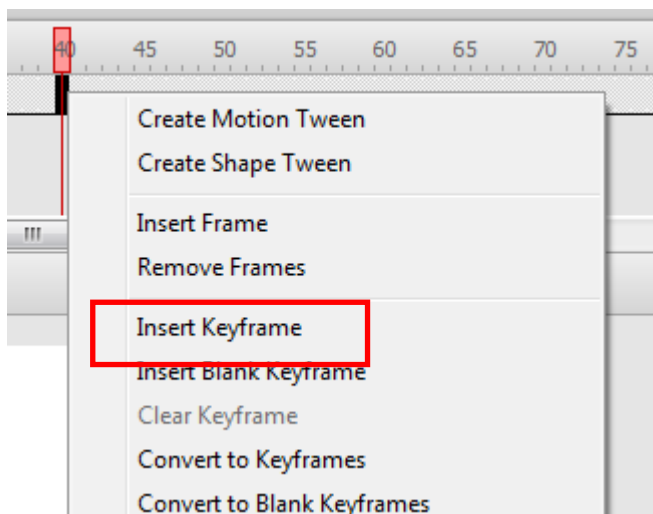 40 45 50 55 60 65 70 75
Create Motion Tween
Create Shape Tween
Insert Frame
Remove Frames
Insert Keyframe
Insert Blank Keyframe
Clear Keyframe
Convert to Keyframes
Convert to Blank Keyframes